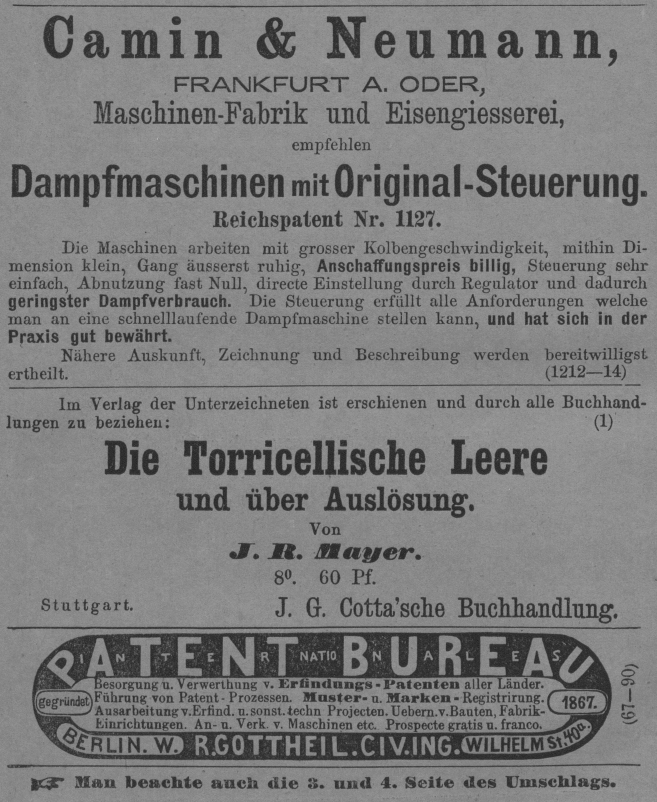 Camin & Neumann,
FRANKFURT A. ODER,
Maschinen-Fabrik und Eisengiesserei,
empfehlen
Dampfmaschinen mit Original-Steuerung.
Reichspatent Nr. 1127.
Die Maschinen arbeiten mit grosser Kolbengeschwindigkeit, mithin Di-
mension klein, Gang äusserst ruhig, Anschaffungspreis billig, Steuerung sehr
einfach, Abnutzung fast Null, directe Einstellung durch Regulator und dadurch
geringster Dampfverbrauch. Die Steuerung erfüllt alle Anforderungen welche
man an eine schnelllaufende Dampfmaschine stellen kann, und hat sich in der
Praxis gut bewährt.
Nähere Auskunft, Zeichnung und Beschreibung werden bereitwilligst
ertheilt. (1212—14)
Im Verlag der Unterzeichneten ist erschienen und durch alle Buchhand-
lungen zu beziehen: (1)
Die Torricellische Leere
und über Auslösung.
Von
J. R. Mayer.
8⁰. 60 Pf.
Stuttgart. J. G. Cotta'sche Buchhandlung.
PATENT BUREAU
INTERNATIONALES
Besorgung u. Verwerthung v. Erfindungs-Patenten aller Länder.
Führung von Patent-Prozessen. Muster- u. Marken-Registrirung.
gegründet 1867.
Ausarbeitung v. Erfind. u. sonst. techn Projecten. Uebern. v. Bauten, Fabrik-
Einrichtungen. An- u. Verk. v. Maschinen etc. Prospecte gratis u. franco.
BERLIN. W. R. GOTTHEIL. CIV. ING. WILHELM St. 40a.
(67—90)
☞ Man beachte auch die 3. und 4. Seite des Umschlags.